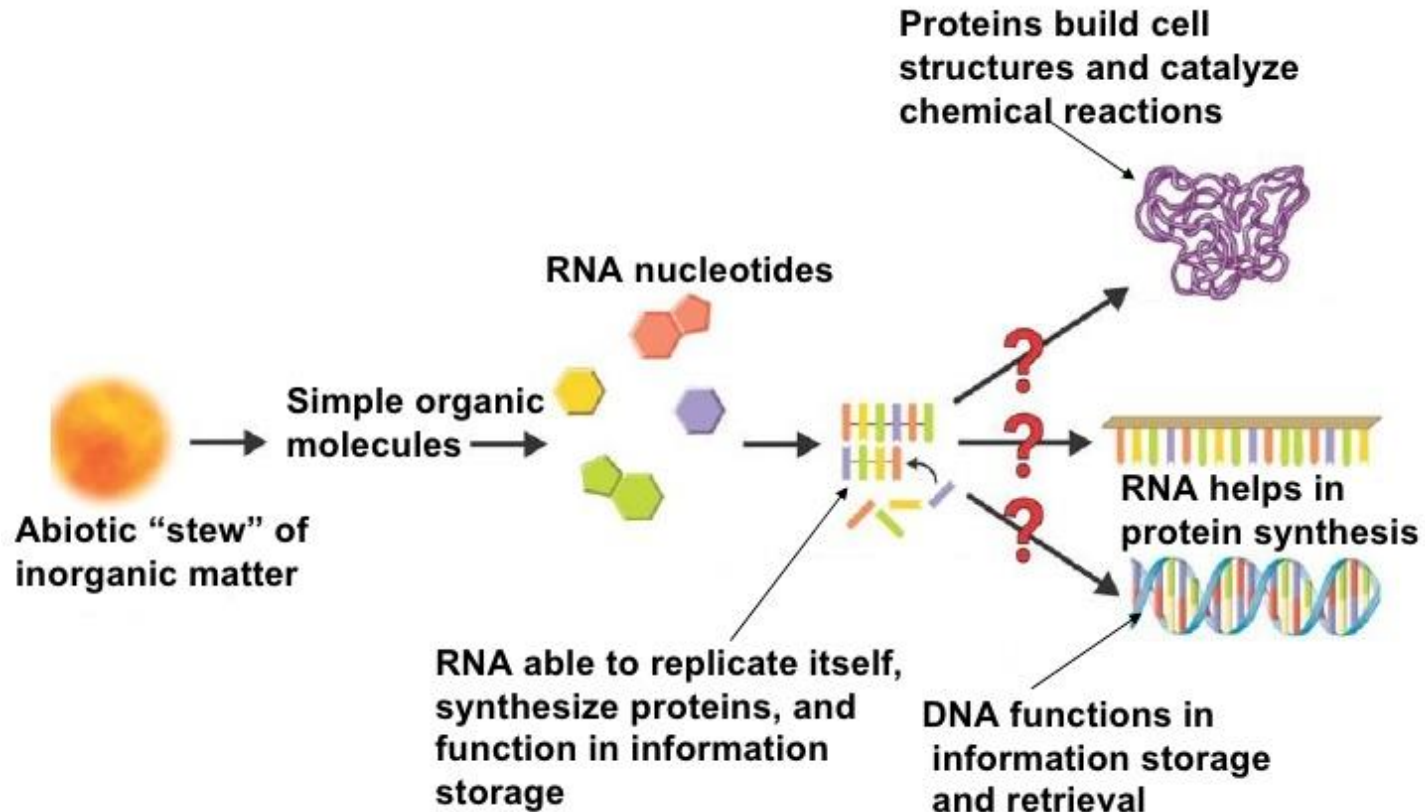 Proteins build cell
structures and catalyze
chemical reactions
RNA nucleotides
Simple organic
molecules
Abiotic “stew” of
inorganic matter
?
?
?
RNA helps in
protein synthesis
RNA able to replicate itself,
synthesize proteins, and
function in information
storage
DNA functions in
information storage
and retrieval